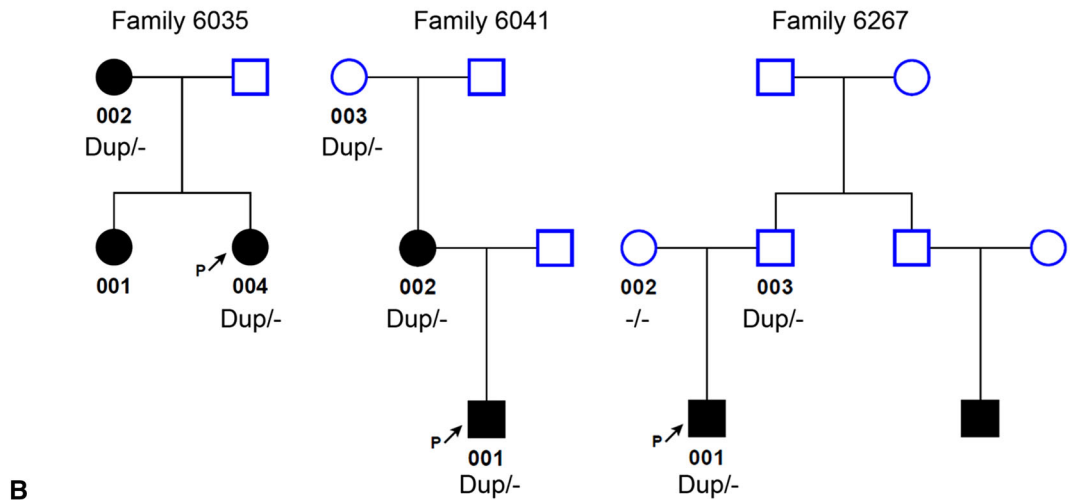 Family 6035
Family 6041
Family 6267
002
Dup/-
003
Dup/-
P
001
004
Dup/-
002
Dup/-
002
-/-
003
Dup/-
P
001
Dup/-
P
001
Dup/-
B